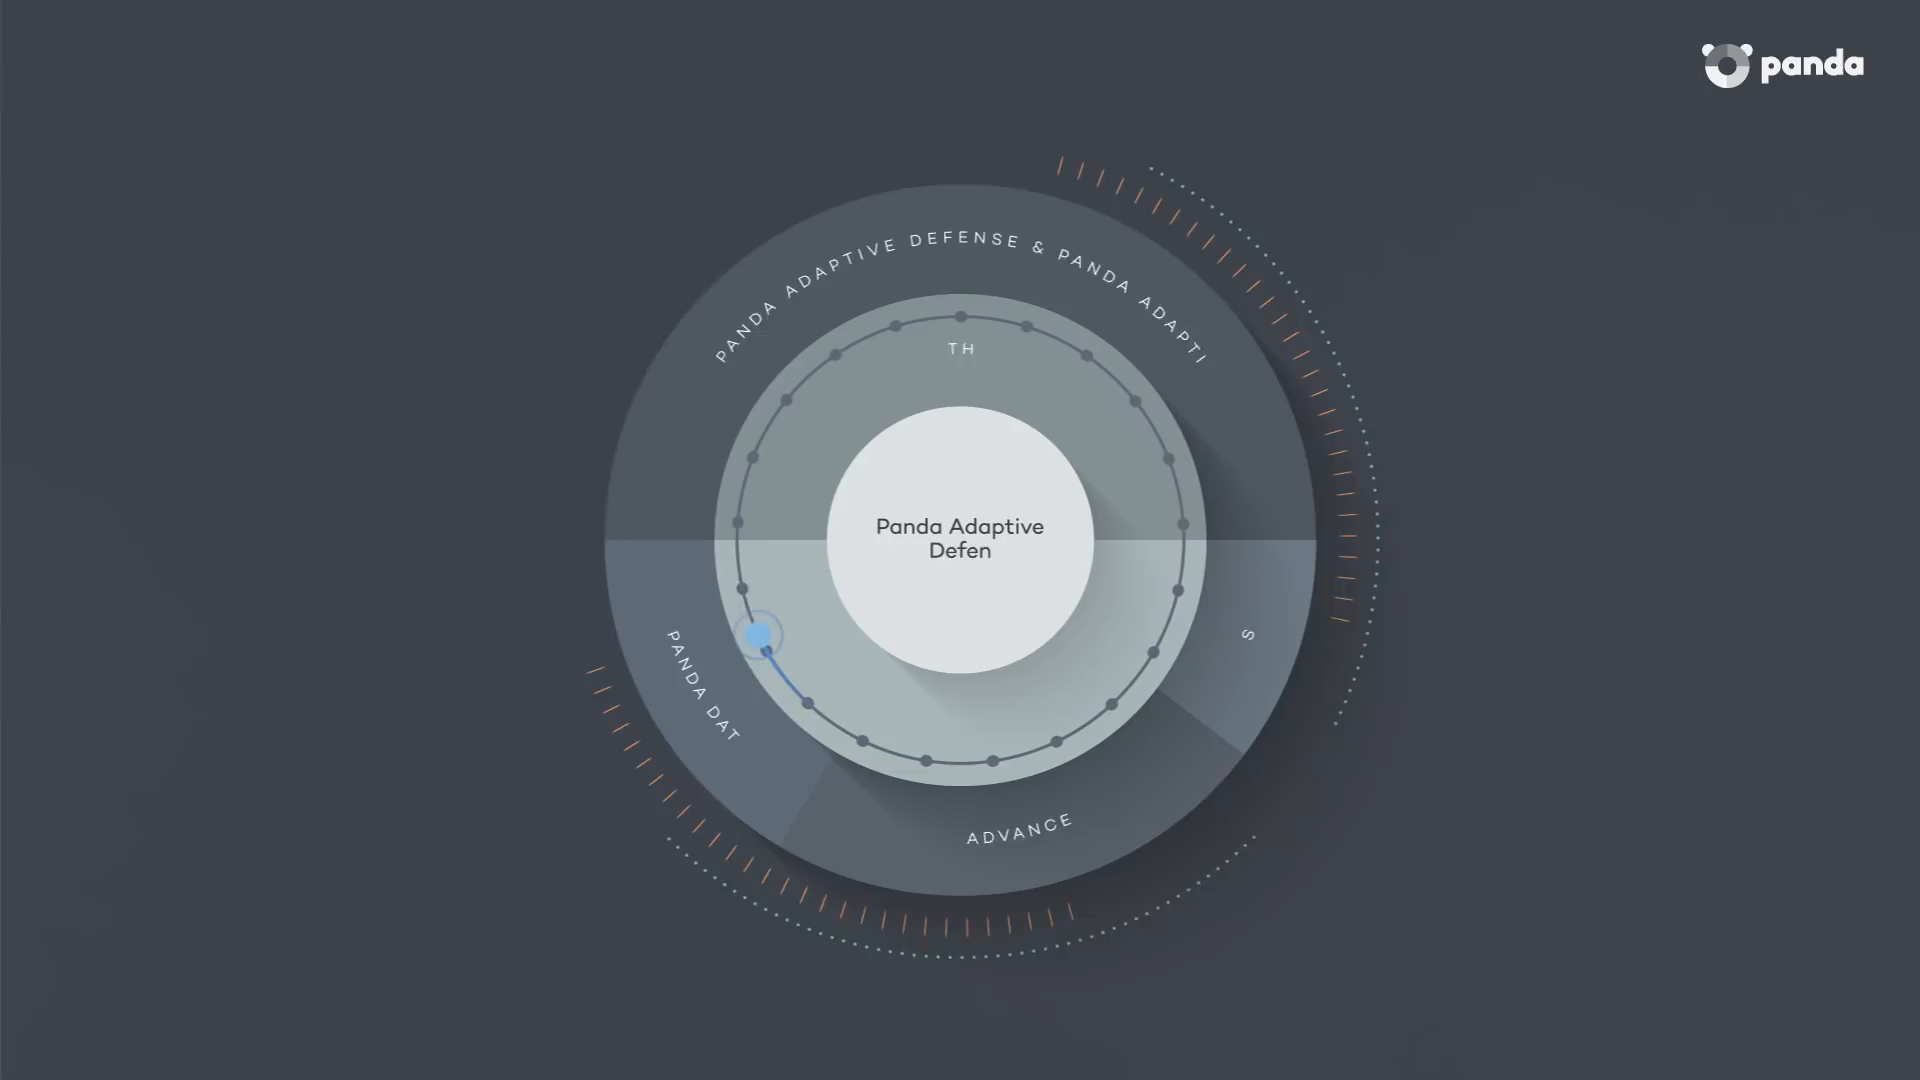 panda
PANDA ADAPTIVE DEFENSE & PANDA ADAPTI
TH
Panda Adaptive
Defen
PANDA DAT
S
ADVANCE